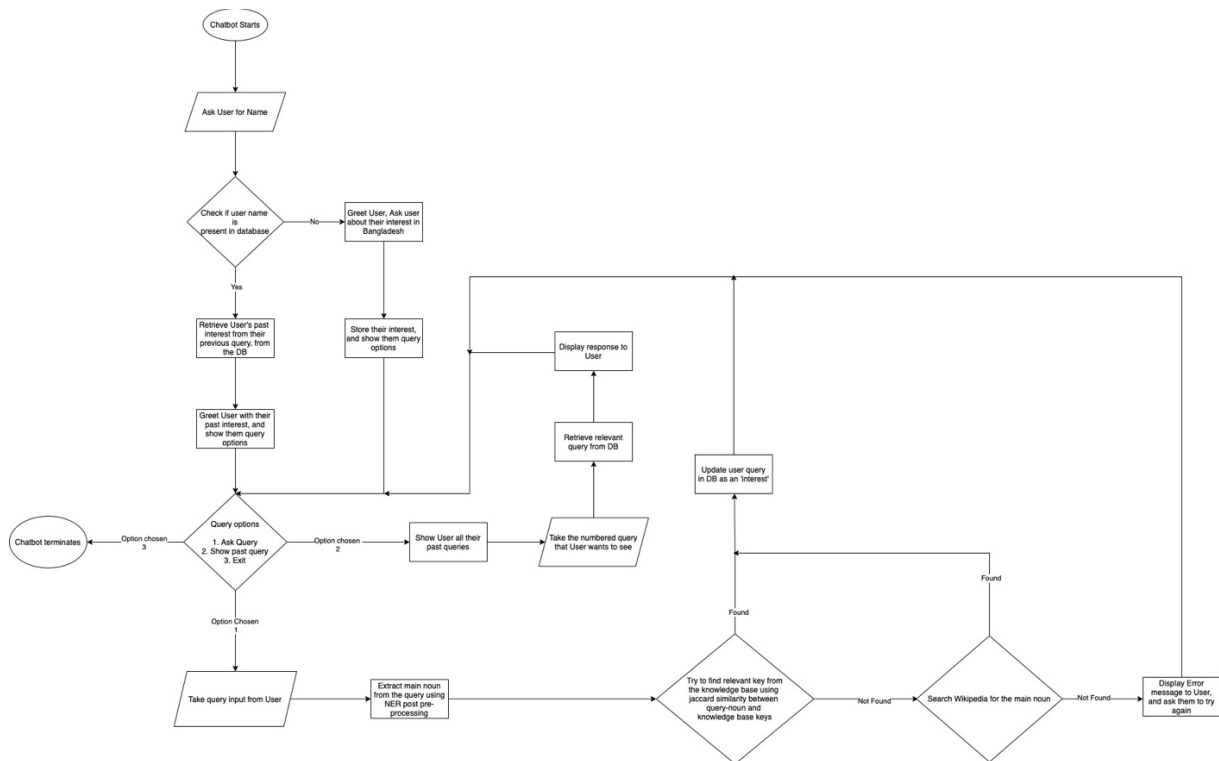 Chatbot Starts
Ask User for Name
Check if user name
is
present in database
No
Greet User, Ask user
about their interest in
Bangladesh
Yes
Retrieve User's past
interest from their
previous query, from
the DB
Store their interest,
and show them query
options
Display response to
User
Greet User with their
past interest, and
show them query
options
Retrieve relevant
query from DB
Update user query
in DB as an 'interest'
Chatbot terminates
Option chosen
3
Query options
1. Ask Query
2. Show past query
3. Exit
Option chosen
2
Show User all their
past queries
Take the numbered query
that User wants to see
Found
Found
Option Chosen
1
Take query input from User
Extract main noun
from the query using
NER post pre-
processing
Try to find relevant key from
the knowledge base using
jaccard similarity between
query-noun and
knowledge base keys
Not Found
Search Wikipedia for the main noun
Not Found
Display Error
message to User,
and ask them to try
again